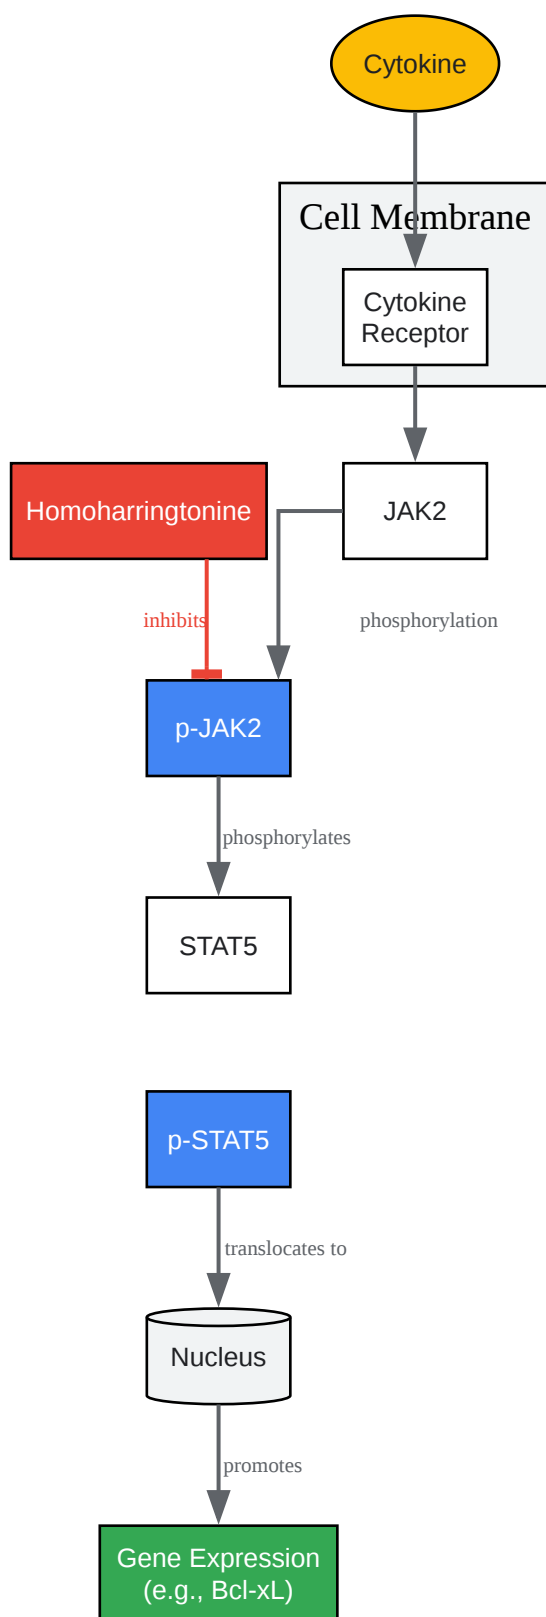 Cytokine
Cell Membrane
Cytokine
Receptor
Homoharringtonine
JAK2
inhibits
phosphorylation
p-JAK2
phosphorylates
STAT5
p-STAT5
translocates to
Nucleus
promotes
Gene Expression
(e.g., Bcl-xL)